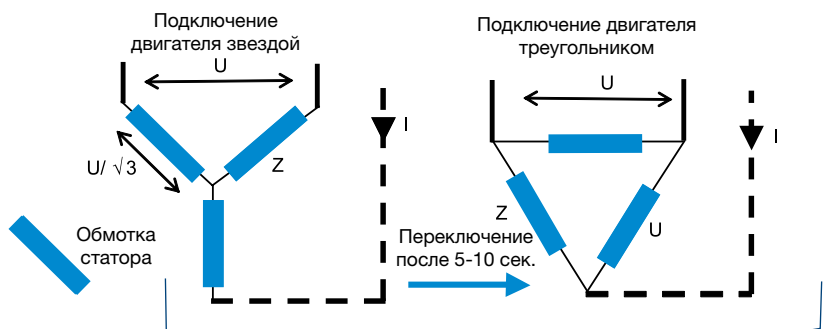 Подключение
двигателя звездой
U
I
U/ √3
Z
Обмотка
статора
Переключение
после 5-10 сек.
Подключение двигателя
треугольником
U
I
Z
U